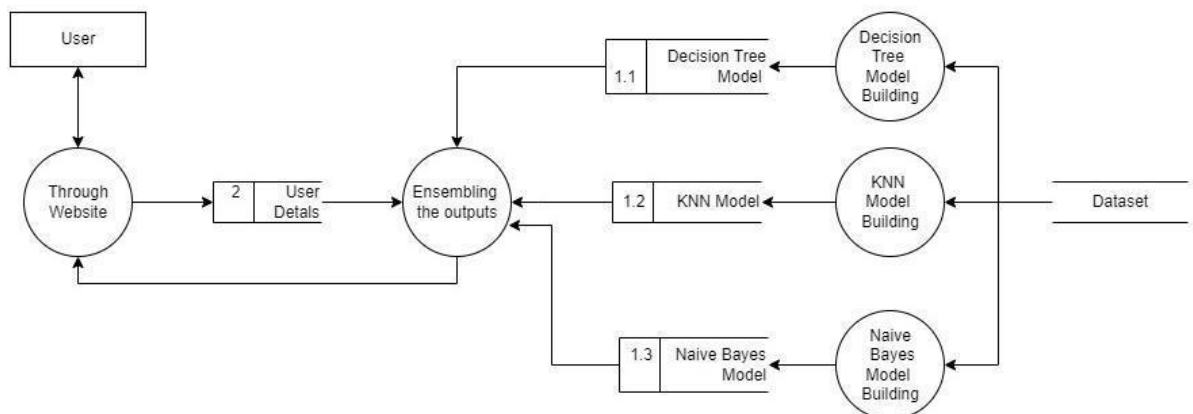 User
Through
Website
2
User
Detals
Ensembling
the outputs
1.1
Decision Tree
Model
Decision
Tree
Model
Building
1.2
KNN Model
KNN
Model
Building
Dataset
1.3
Naive Bayes
Model
Naive
Bayes
Model
Building